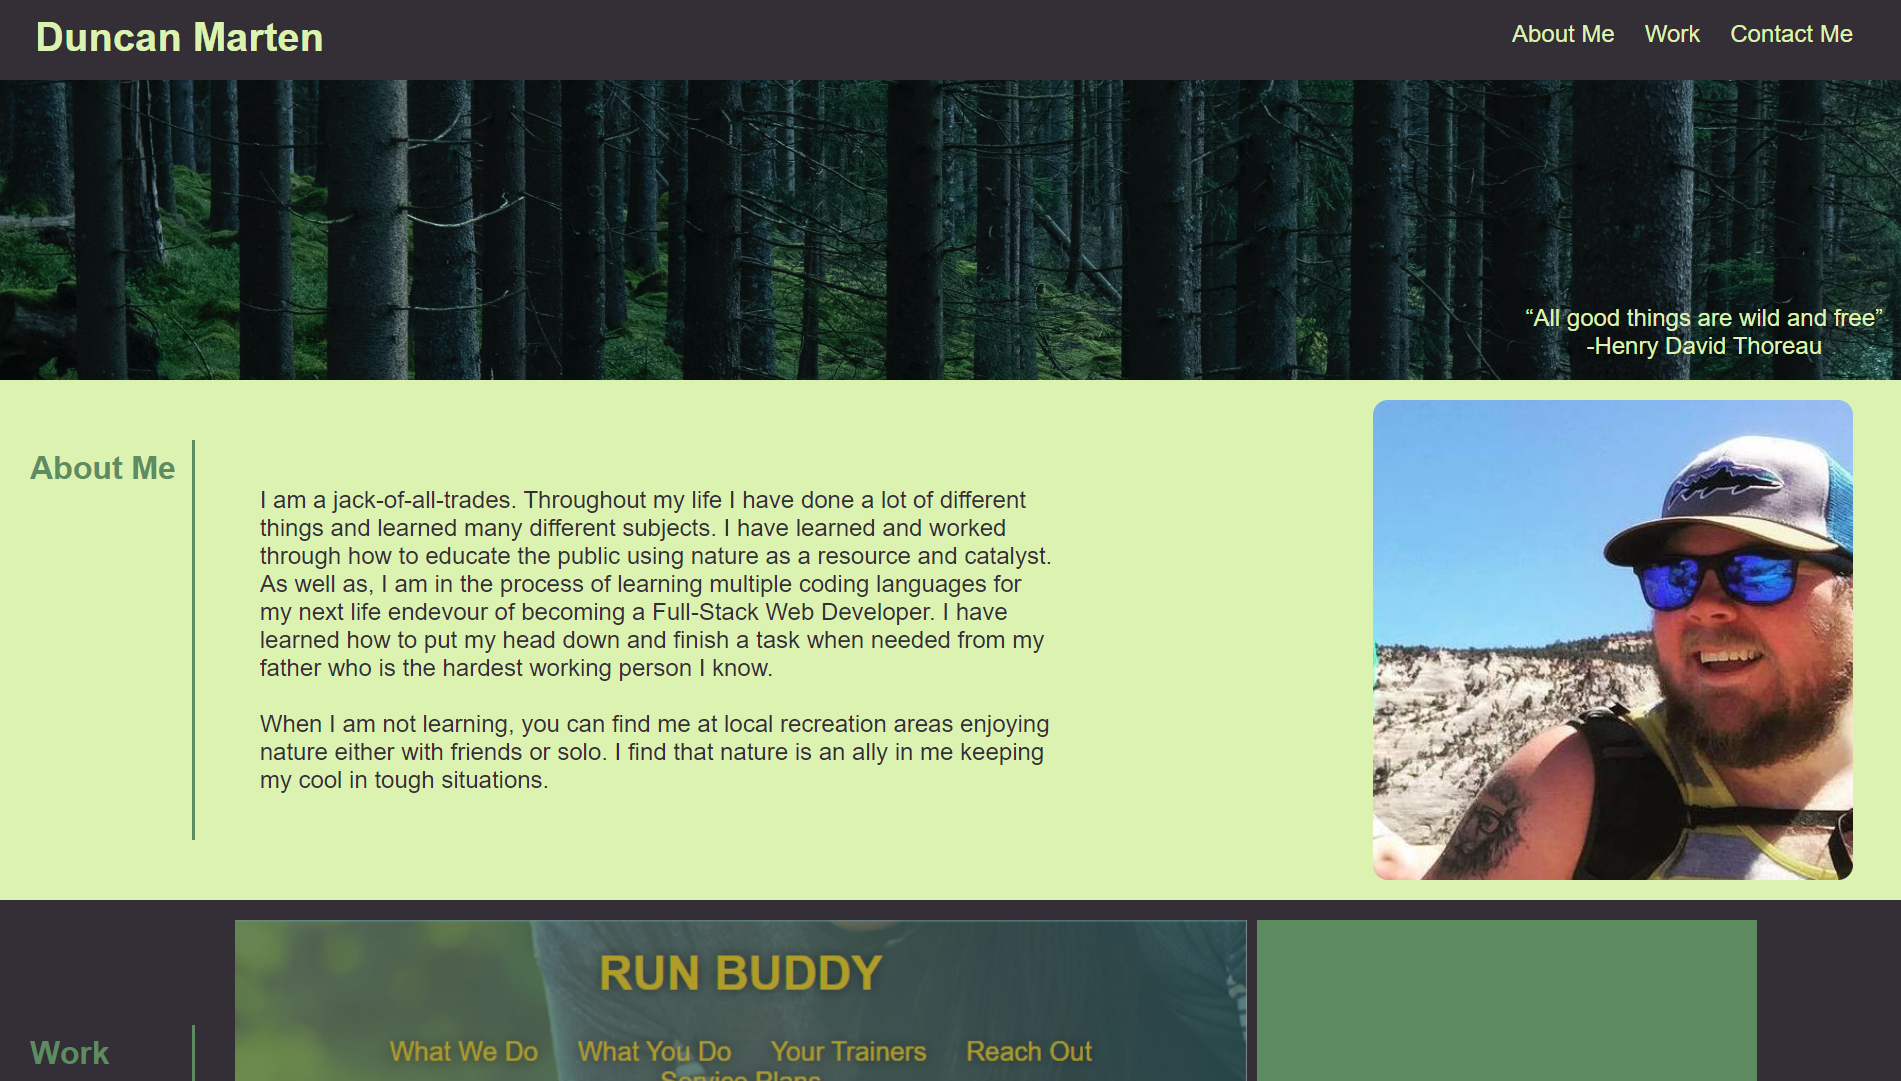 Duncan Marten
About Me
Work
Contact Me
“All good things are wild and free”
-Henry David Thoreau
About Me
I am a jack-of-all-trades. Throughout my life I have done a lot of different
things and learned many different subjects. I have learned and worked
through how to educate the public using nature as a resource and catalyst.
As well as, I am in the process of learning multiple coding languages for
my next life endevour of becoming a Full-Stack Web Developer. I have
learned how to put my head down and finish a task when needed from my
father who is the hardest working person I know.
When I am not learning, you can find me at local recreation areas enjoying
nature either with friends or solo. I find that nature is an ally in me keeping
my cool in tough situations.
Work
RUN BUDDY
What We Do
What You Do
Your Trainers
Reach Out
Service Plans